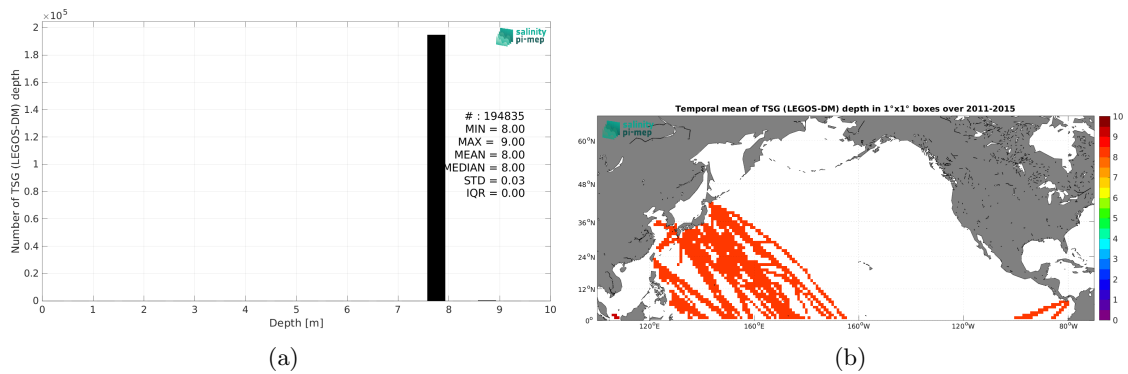 ×10^5
2
1.8
1.6
1.4
1.2
1
0.8
0.6
0.4
0.2
0
Number of TSG (LEGOS-DM) depth
salinity
pi-mep
# : 194835
MIN = 8.00
MAX = 9.00
MEAN = 8.00
MEDIAN = 8.00
STD = 0.03
IQR = 0.00
0 1 2 3 4 5 6 7 8 9 10
Depth [m]
(a)
Temporal mean of TSG (LEGOS-DM) depth in 1°x1° boxes over 2011-2015
salinity
pi-mep
60°N
48°N
36°N
24°N
12°N
0°
120°E 160°E 160°W 120°W 80°W
10
9
8
7
6
5
4
3
2
1
0
(b)